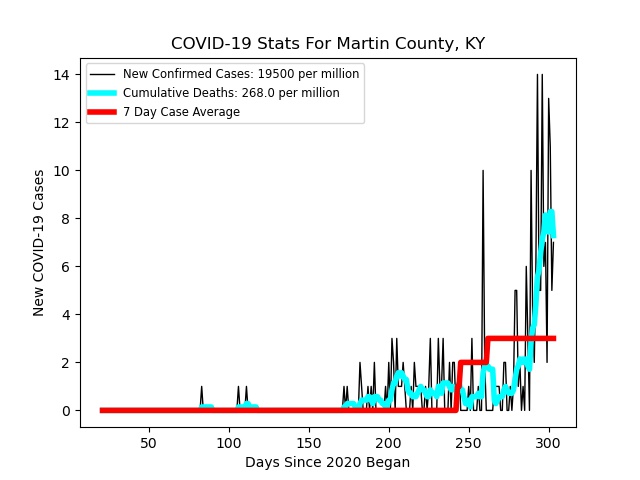 COVID-19 Stats For Martin County, KY
New Confirmed Cases: 19500 per million
Cumulative Deaths: 268.0 per million
7 Day Case Average
New COVID-19 Cases
14
12
10
8
6
4
2
0
50 100 150 200 250 300
Days Since 2020 Began